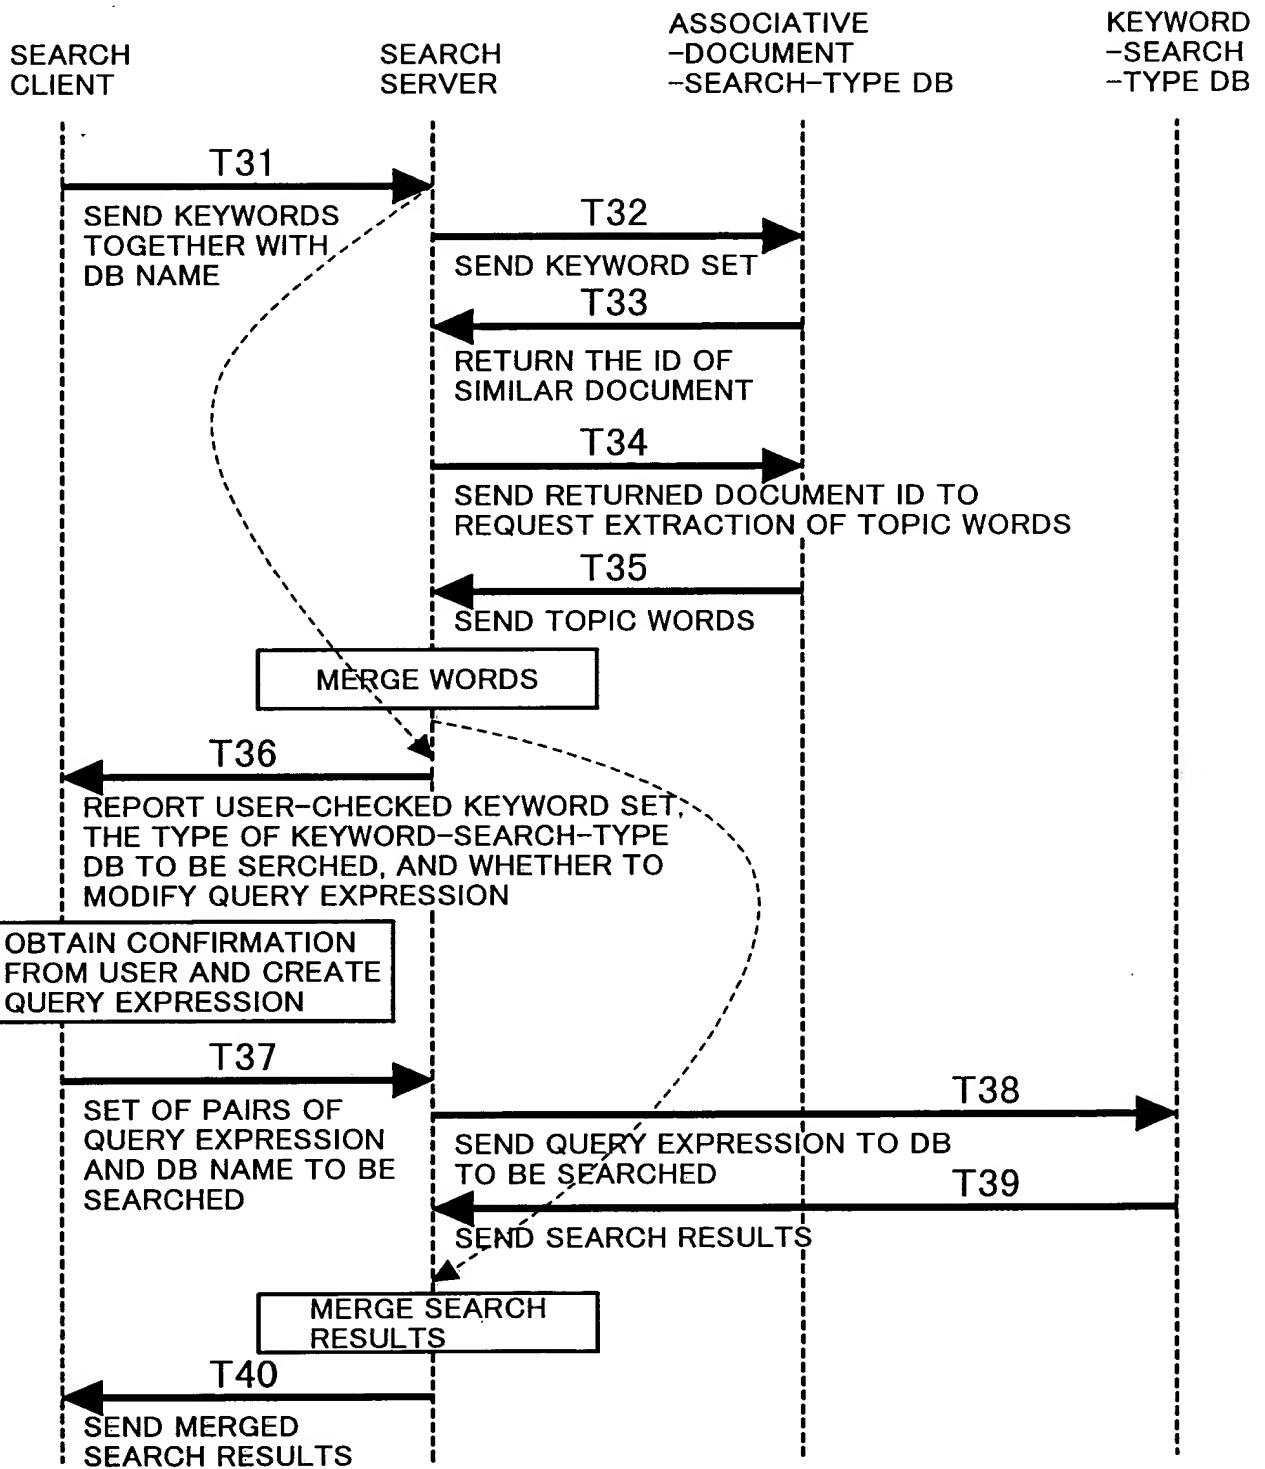 SEARCH
CLIENT
SEARCH
SERVER
ASSOCIATIVE
-DOCUMENT
-SEARCH-TYPE DB
KEYWORD
-SEARCH
-TYPE DB
T31
SEND KEYWORDS
TOGETHER WITH
DB NAME
T32
SEND KEYWORD SET
T33
RETURN THE ID OF
SIMILAR DOCUMENT
T34
SEND RETURNED DOCUMENT ID TO
REQUEST EXTRACTION OF TOPIC WORDS
T35
SEND TOPIC WORDS
MERGE WORDS
T36
REPORT USER-CHECKED KEYWORD SET,
THE TYPE OF KEYWORD-SEARCH-TYPE
DB TO BE SERCHED, AND WHETHER TO
MODIFY QUERY EXPRESSION
OBTAIN CONFIRMATION
FROM USER AND CREATE
QUERY EXPRESSION
T37
SET OF PAIRS OF
QUERY EXPRESSION
AND DB NAME TO BE
SEARCHED
T38
SEND QUERY EXPRESSION TO DB
TO BE SEARCHED
T39
SEND SEARCH RESULTS
MERGE SEARCH
RESULTS
T40
SEND MERGED
SEARCH RESULTS